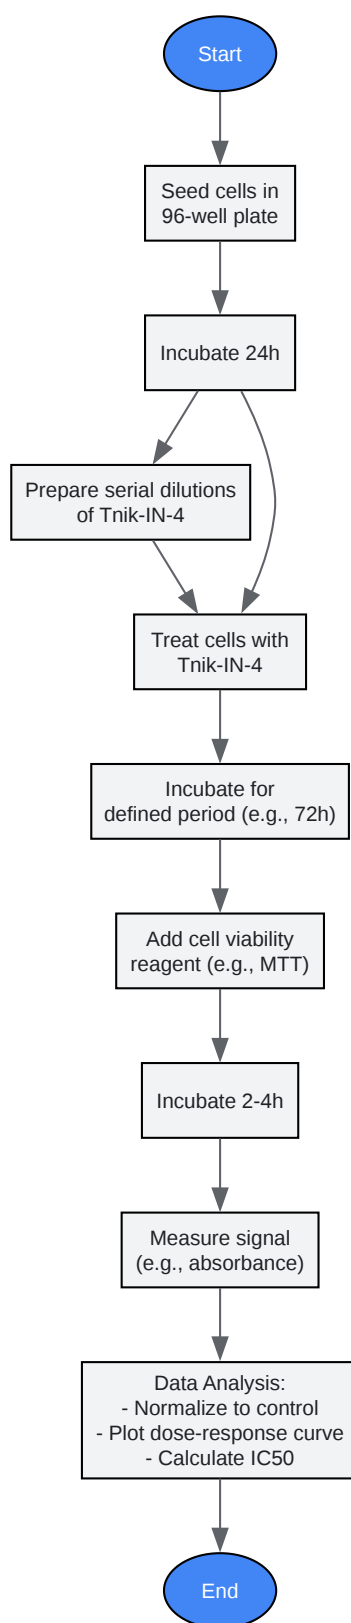 Start
Seed cells in
96-well plate
Incubate 24h
Prepare serial dilutions
of Tnik-IN-4
Treat cells with
Tnik-IN-4
Incubate for
defined period (e.g., 72h)
Add cell viability
reagent (e.g., MTT)
Incubate 2-4h
Measure signal
(e.g., absorbance)
Data Analysis:
- Normalize to control
- Plot dose-response curve
- Calculate IC50
End